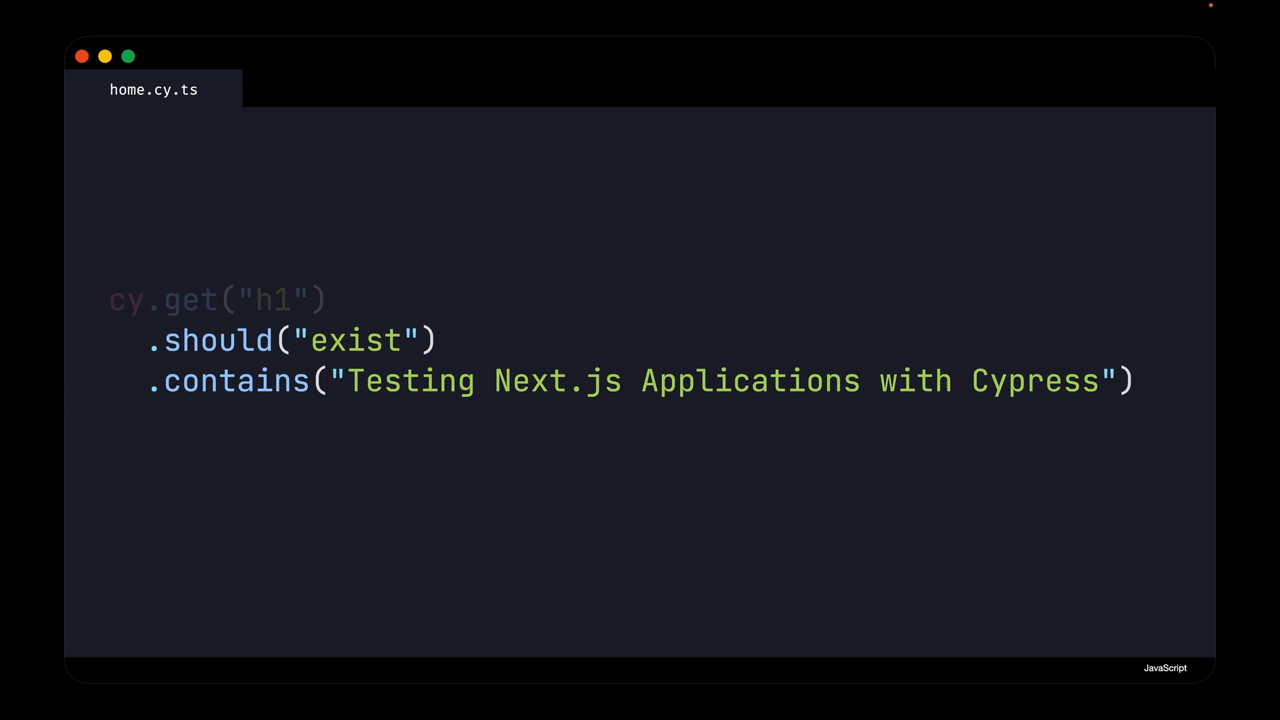 home.cy.ts
cy.get("h1")
.should("exist")
.contains("Testing Next.js Applications with Cypress")
JavaScript